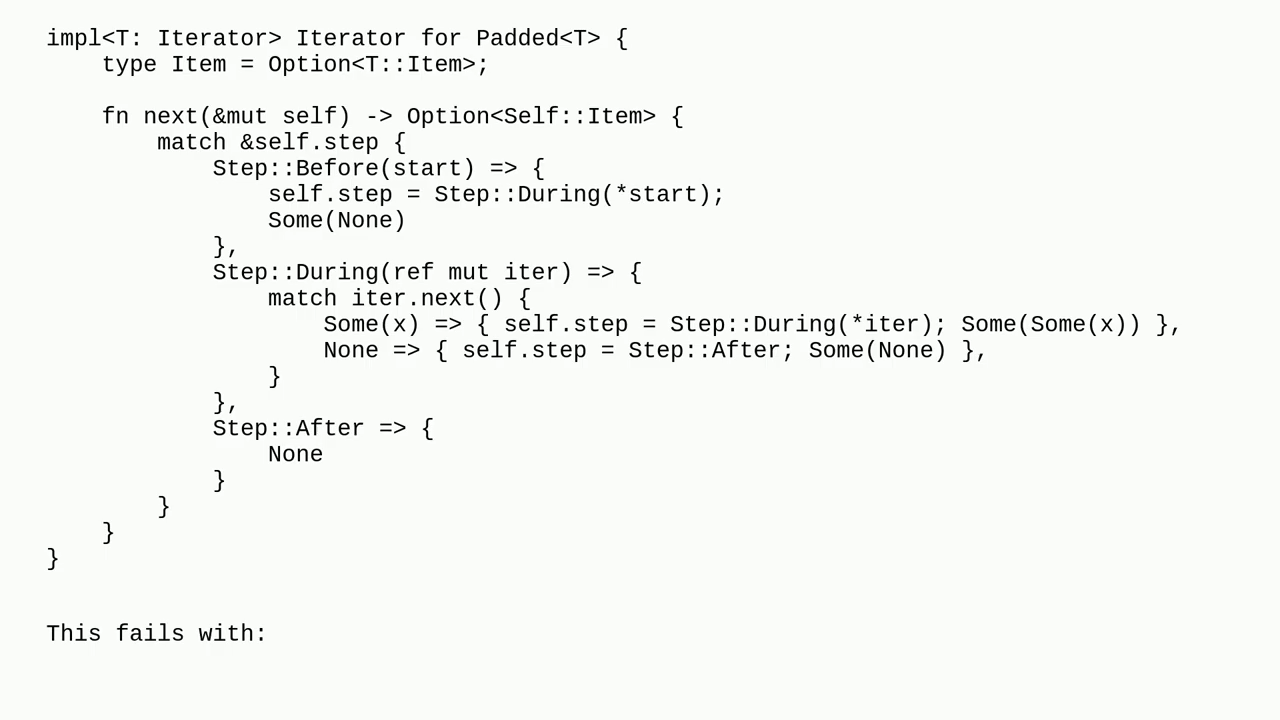 impl<T: Iterator> Iterator for Padded<T> {
    type Item = Option<T::Item>;

    fn next(&mut self) -> Option<Self::Item> {
        match &self.step {
            Step::Before(start) => {
                self.step = Step::During(*start);
                Some(None)
            },
            Step::During(ref mut iter) => {
                match iter.next() {
                    Some(x) => { self.step = Step::During(*iter); Some(Some(x)) },
                    None => { self.step = Step::After; Some(None) },
                }
            },
            Step::After => {
                None
            }
        }
    }
}

This fails with: